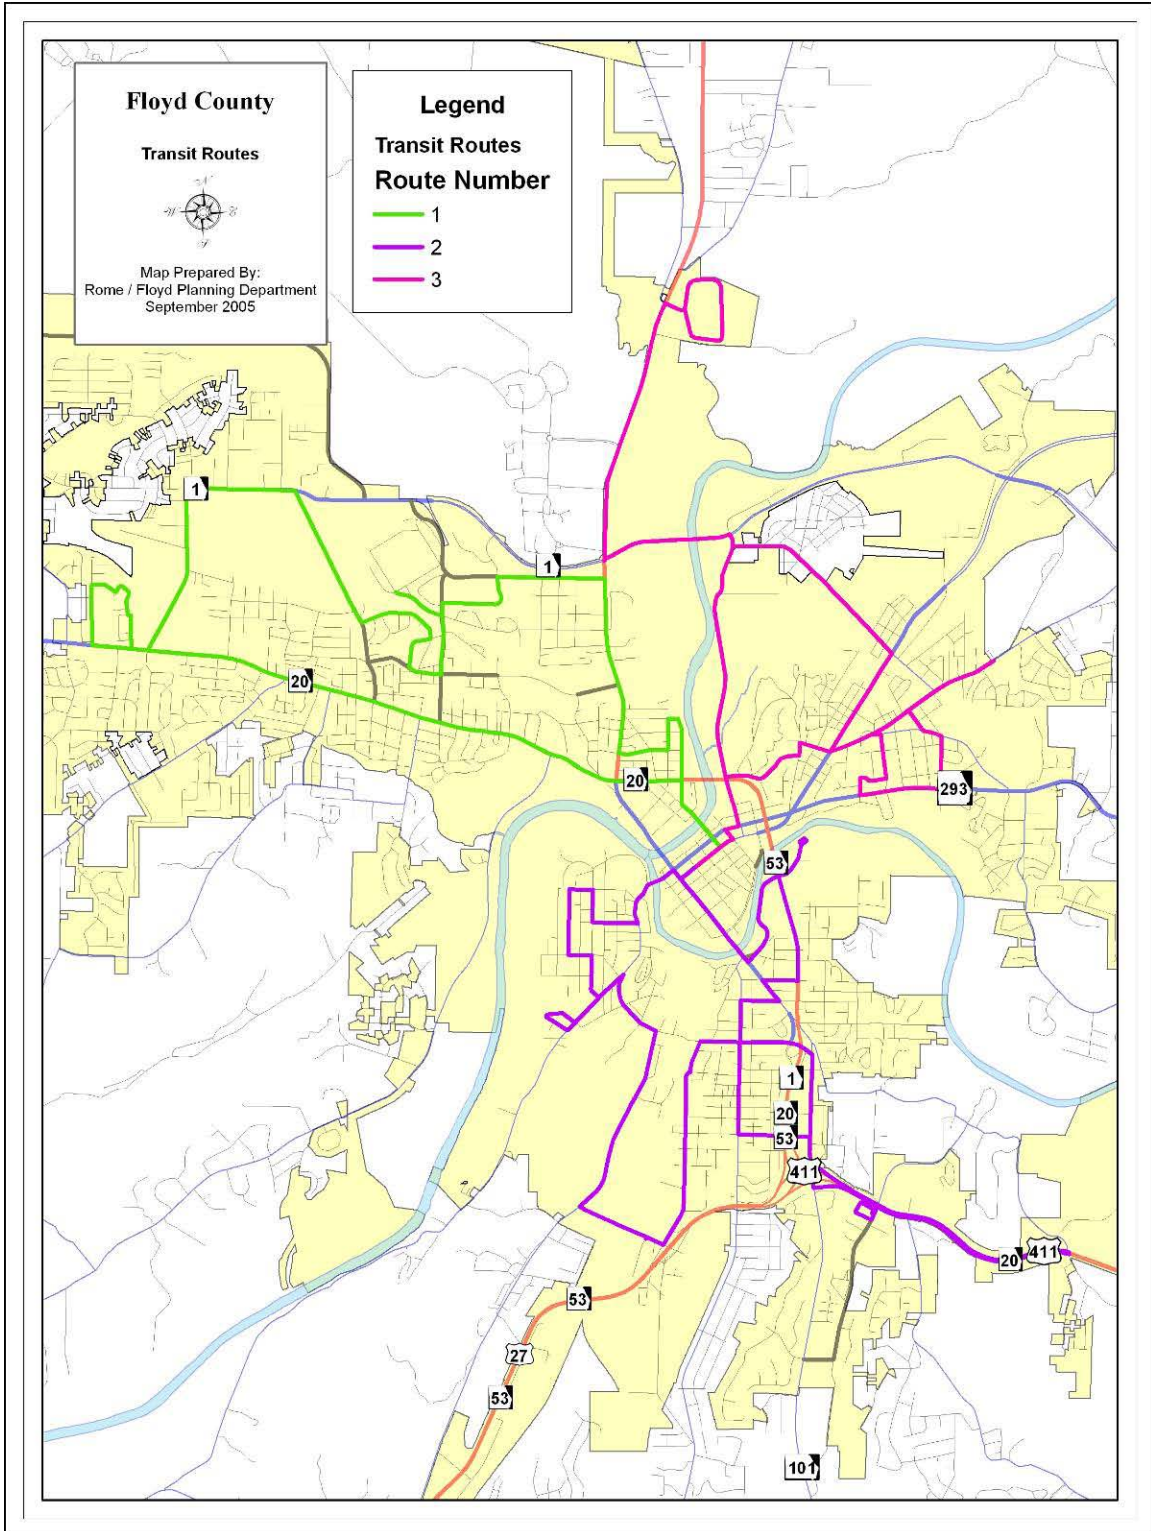 Floyd County
Transit Routes
N
W
E
S
Map Prepared By:
Rome / Floyd Planning Department
September 2005
Legend
Transit Routes
Route Number
1
2
3
1
1
20
20
293
53
1
20
53
411
20
411
53
27
53
101